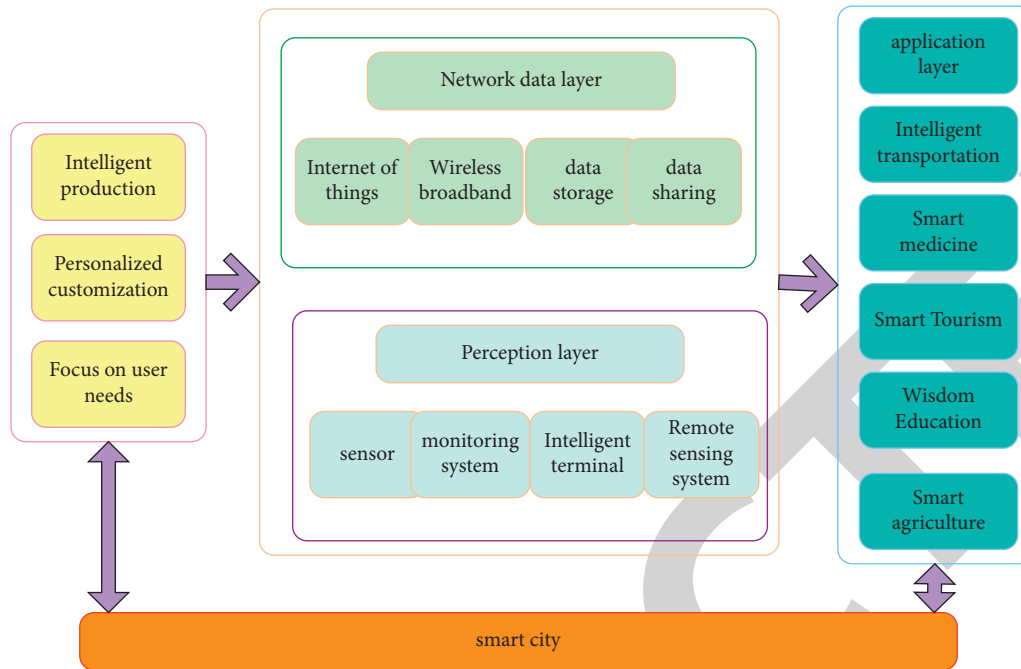 Intelligent
production
Personalized
customization
Focus on user
needs
Network data layer
Internet of
things
Wireless
broadband
data
storage
data
sharing
Perception layer
sensor
monitoring
system
Intelligent
terminal
Remote
sensing
system
application
layer
Intelligent
transportation
Smart
medicine
Smart Tourism
Wisdom
Education
Smart
agriculture
smart city